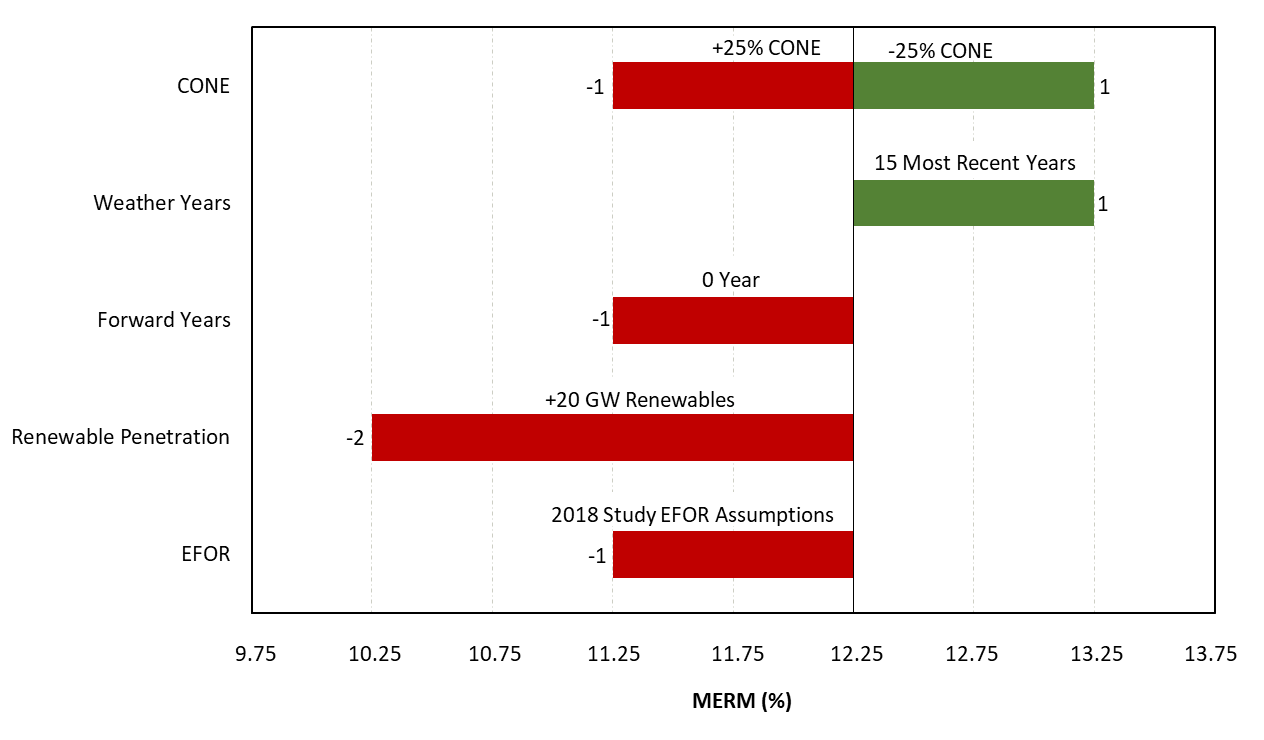 +25% CONE
-25% CONE
CONE
-1
1
15 Most Recent Years
Weather Years
1
0 Year
Forward Years
-1
+20 GW Renewables
Renewable Penetration
-2
2018 Study EFOR Assumptions
EFOR
-1
9.75 10.25 10.75 11.25 11.75 12.25 12.75 13.25 13.75
MERM (%)